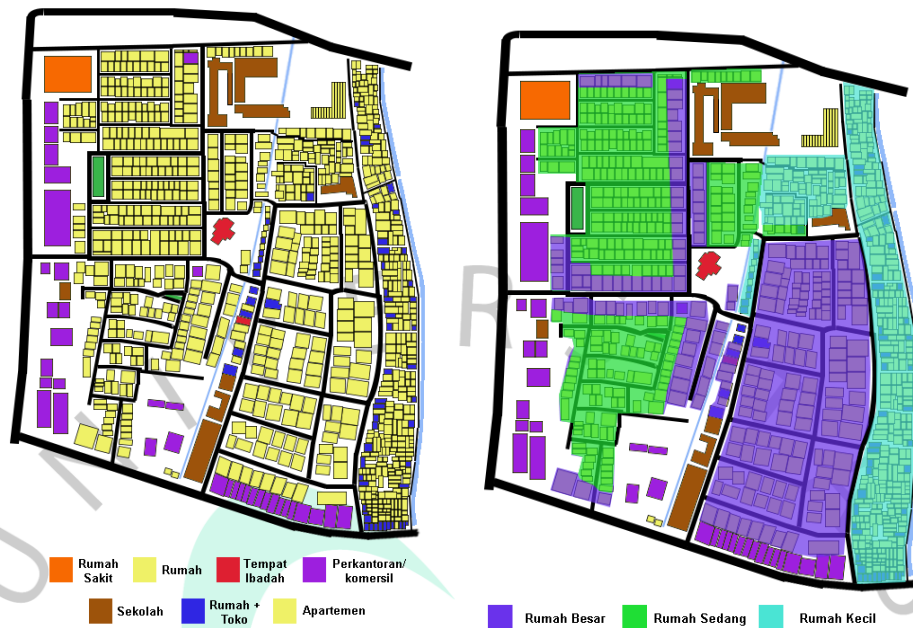 Rumah
Sakit
Rumah
Tempat
Ibadah
Perkantoran/
komersil
Sekolah
Rumah +
Toko
Apartemen
Rumah Besar
Rumah Sedang
Rumah Kecil